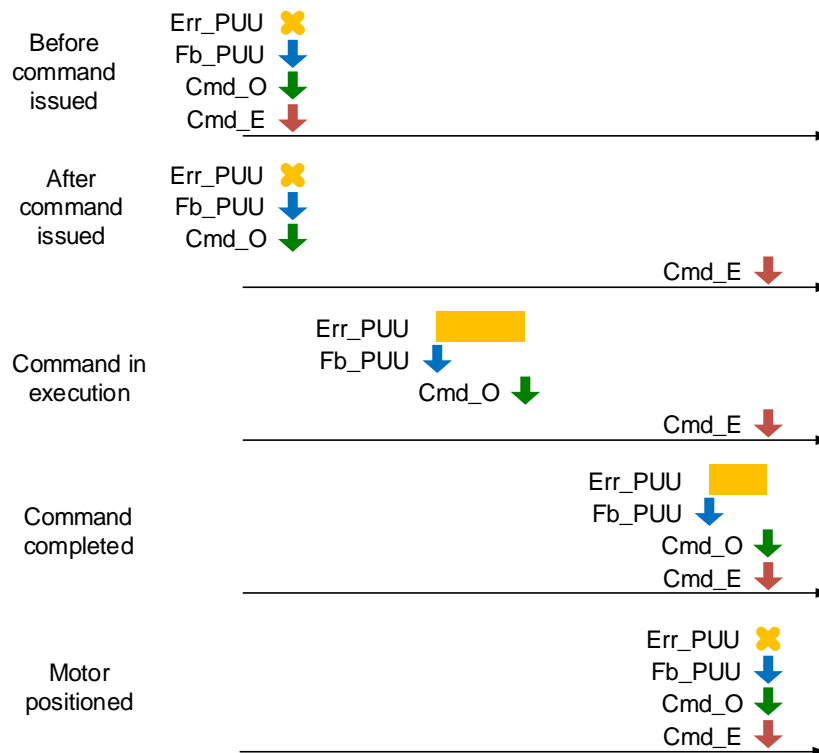 Err_PUU
Before
command
issued
Fb_PUU
Cmd_O
Cmd_E
After
command
issued
Err_PUU
Fb_PUU
Cmd_O
Cmd_E
Command in
execution
Err_PUU
Fb_PUU
Cmd_O
Cmd_E
Command
completed
Err_PUU
Fb_PUU
Cmd_O
Cmd_E
Motor
positioned
Err_PUU
Fb_PUU
Cmd_O
Cmd_E